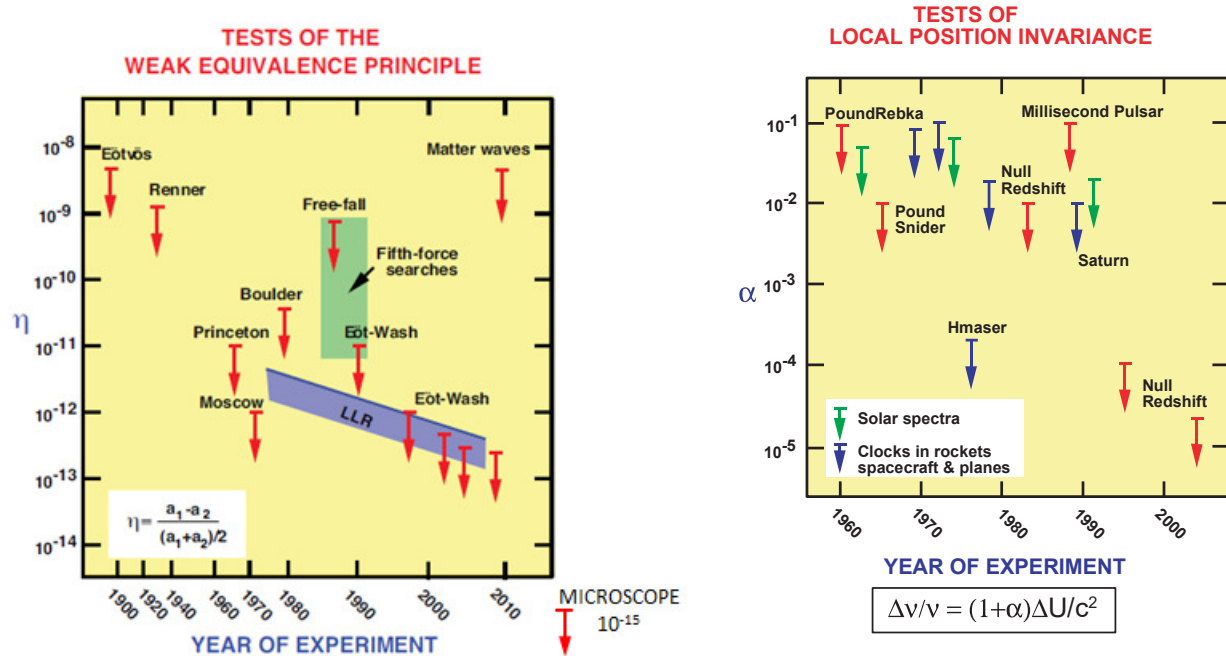 TESTS OF THE
WEAK EQUIVALENCE PRINCIPLE
10⁻⁸
10⁻⁹
10⁻¹⁰
10⁻¹¹
10⁻¹²
10⁻¹³
10⁻¹⁴
η
Eötvös
Renner
Free-fall
Matter waves
Fifth-force
searches
Boulder
Princeton
Eöt-Wash
Moscow
LLR
Eöt-Wash
η= a₁-a₂
(a₁+a₂)/2
1900
1920
1940
1960
1970
1980
1990
2000
2010
YEAR OF EXPERIMENT
MICROSCOPE
10⁻¹⁵
TESTS OF
LOCAL POSITION INVARIANCE
10⁻¹
10⁻²
10⁻³
10⁻⁴
10⁻⁵
α
PoundRebka
Millisecond Pulsar
Null
Redshift
Pound
Snider
Saturn
Hmaser
Null
Redshift
Solar spectra
Clocks in rockets
spacecraft & planes
1960
1970
1980
1990
2000
YEAR OF EXPERIMENT
Δν/ν = (1+α)ΔU/c²